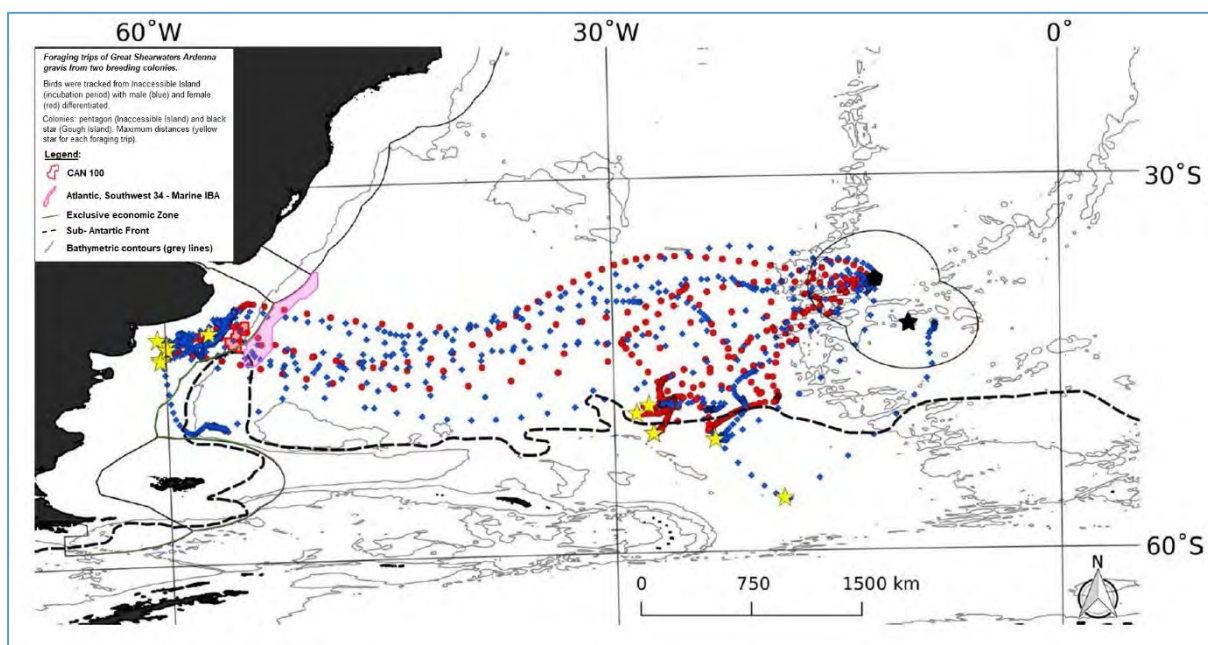 60˚W
30˚W
0˚
Foraging trips of Great Shearwaters Ardenna
gravis from two breeding colonies.
Birds were tracked from Inaccessible Island
(incubation period) with male (blue) and female
(red) differentiated.
Colonies: pentagon (Inaccessible Island) and black
star (Gough Island). Maximum distances (yellow
star for each foraging trip).
Legend:
CAN 100
Atlantic, Southwest 34 - Marine IBA
Exclusive economic Zone
Sub- Antartic Front
Bathymetric contours (grey lines)
30˚S
60˚S
0
750
1500 km
N